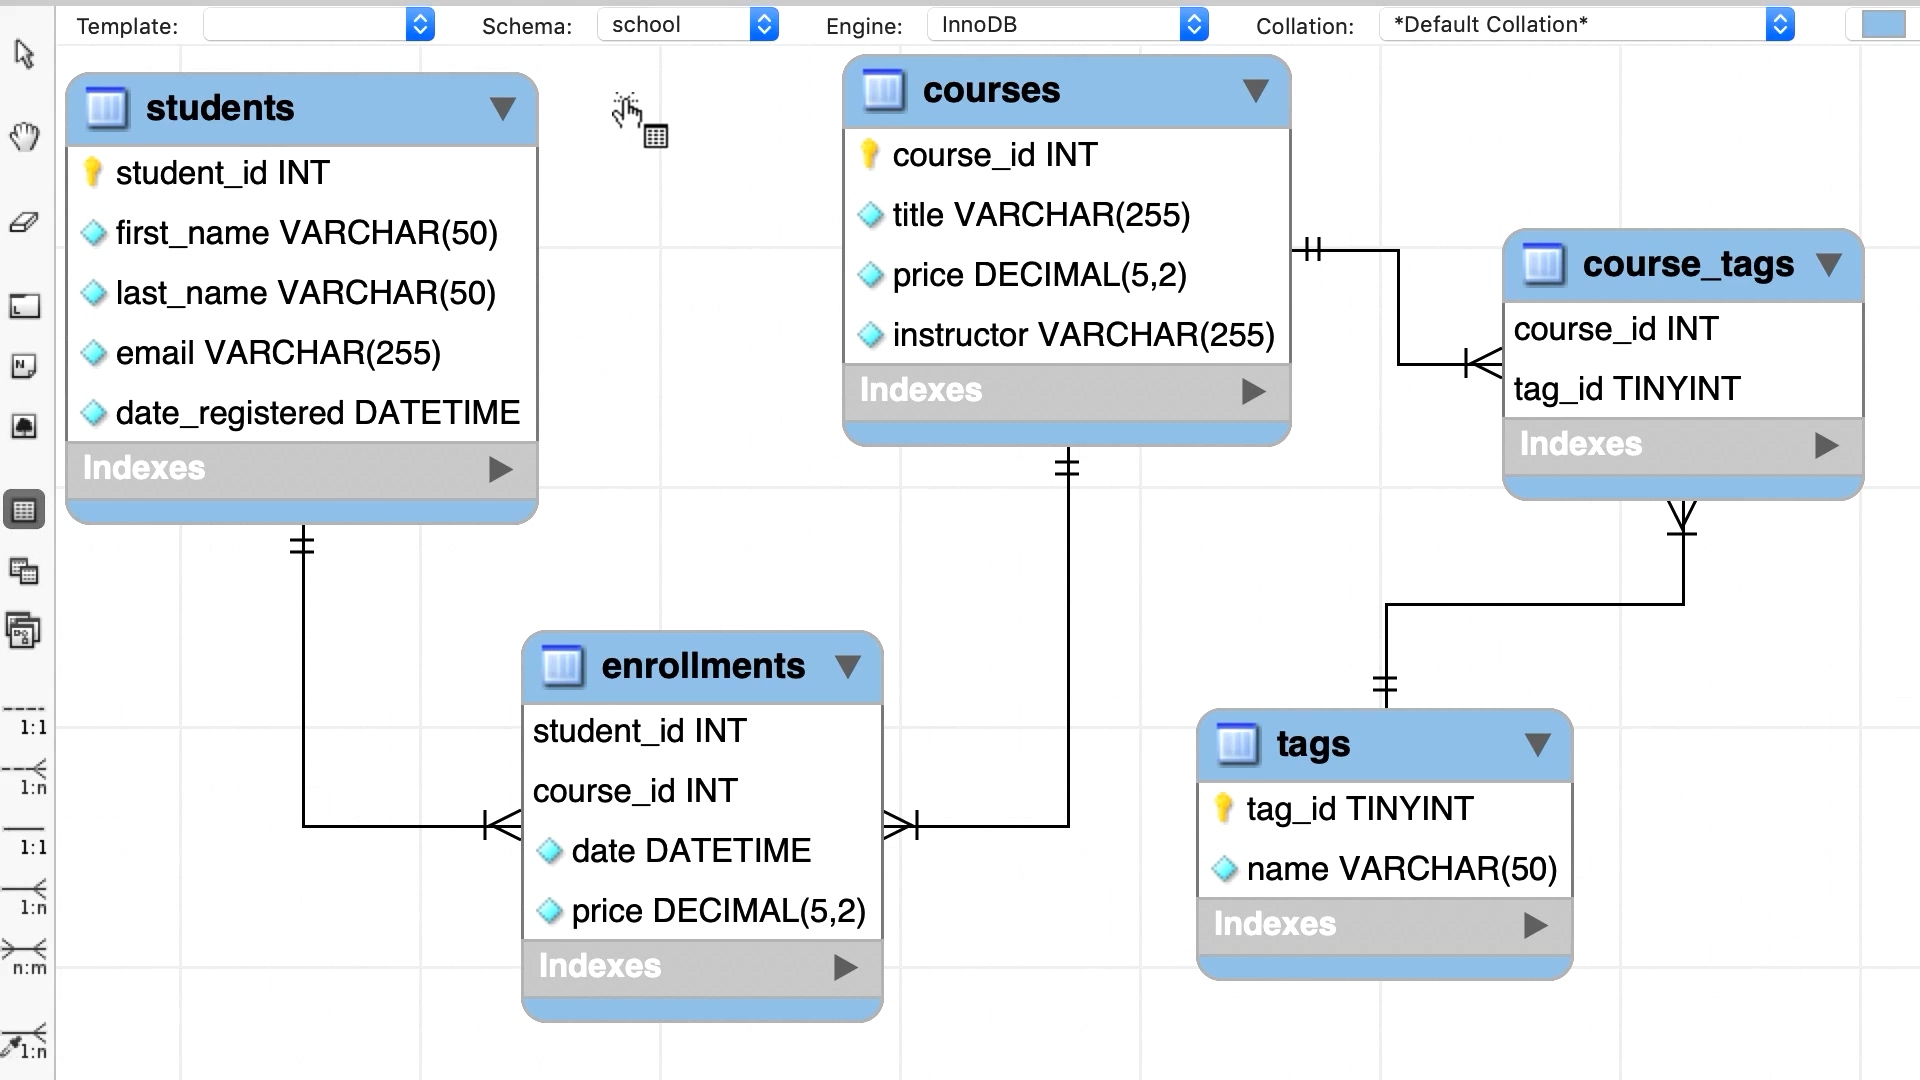 Template:
Schema: school
Engine: InnoDB
Collation: *Default Collation*
students
student_id INT
first_name VARCHAR(50)
last_name VARCHAR(50)
email VARCHAR(255)
date_registered DATETIME
Indexes
courses
course_id INT
title VARCHAR(255)
price DECIMAL(5,2)
instructor VARCHAR(255)
Indexes
course_tags
course_id INT
tag_id TINYINT
Indexes
enrollments
student_id INT
course_id INT
date DATETIME
price DECIMAL(5,2)
Indexes
tags
tag_id TINYINT
name VARCHAR(50)
Indexes
1:1
1:n
1:1
1:n
n:m
1:n